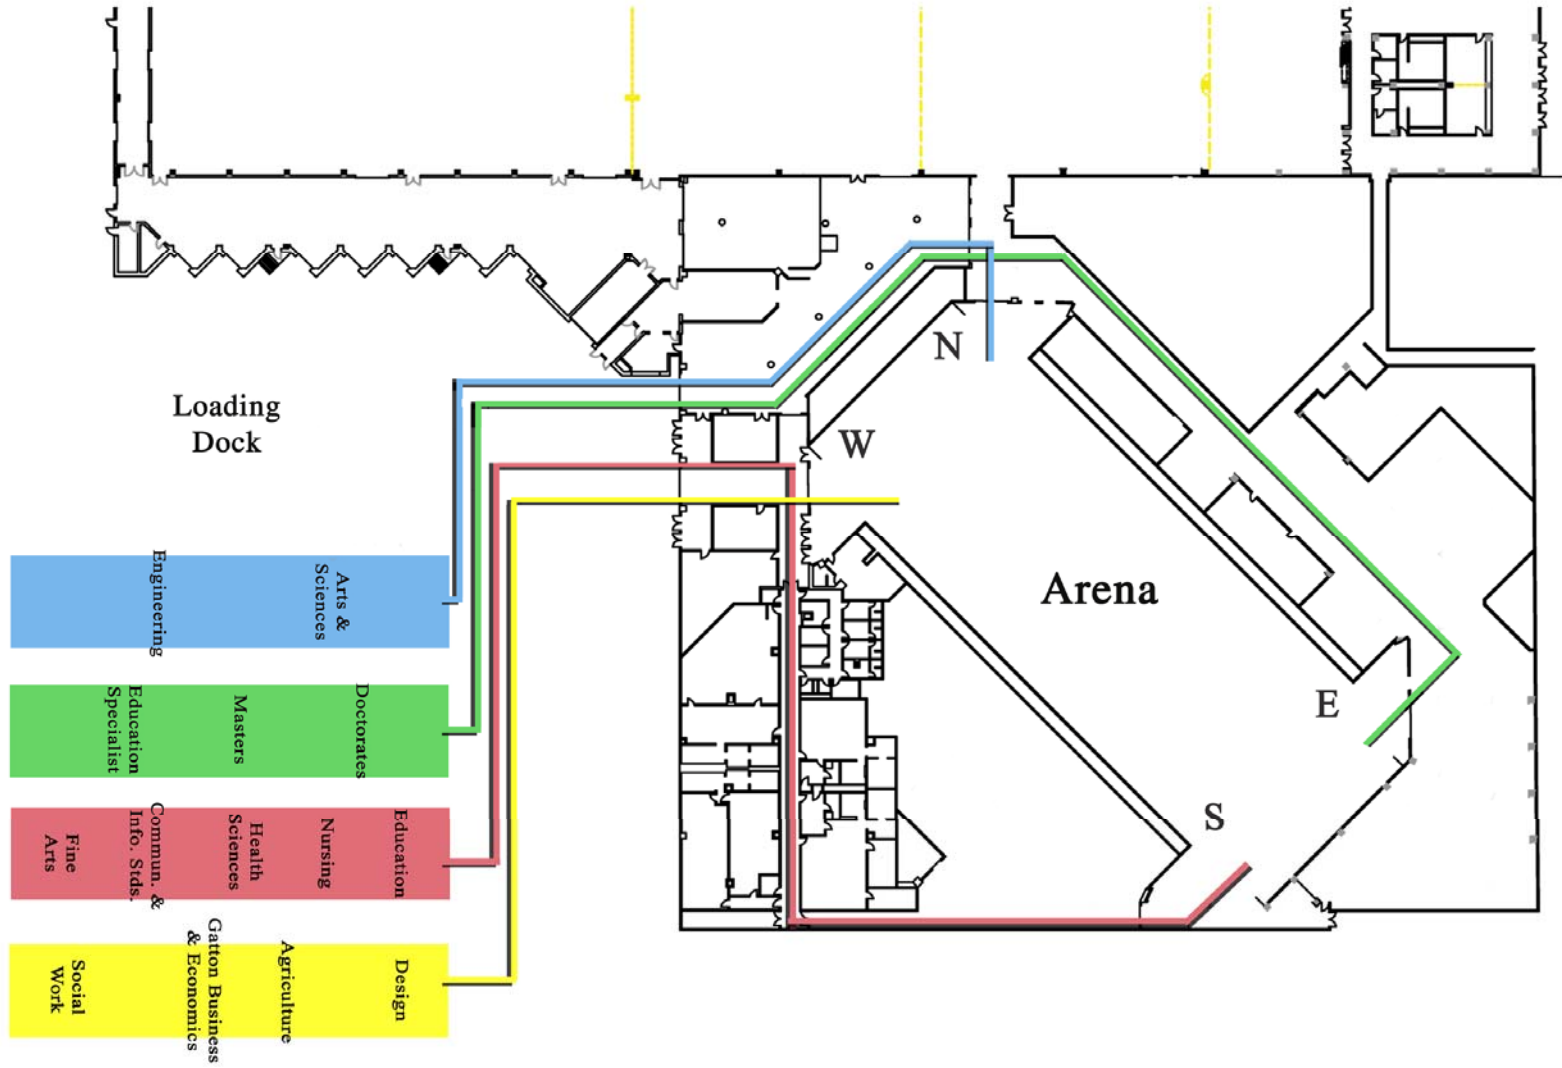 N
W
Loading
Dock
Arena
E
S
Engineering
Arts &
Sciences
Education
Specialist
Masters
Doctorates
Fine
Arts
Commun. &
Info. Stds.
Health
Sciences
Nursing
Education
Social
Work
Gatton Business
& Economics
Agriculture
Design